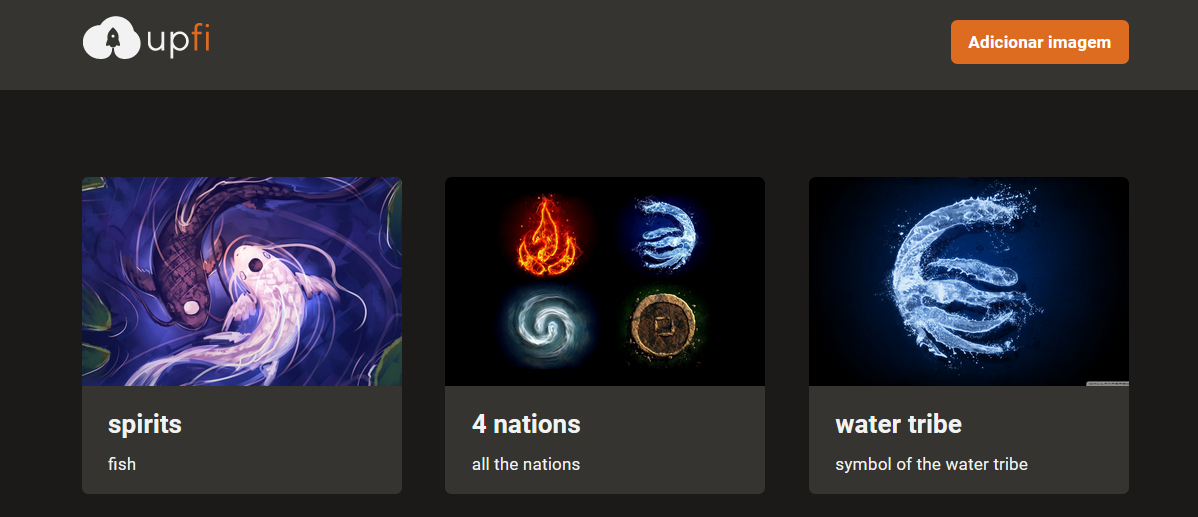 upfi
Adicionar imagem
spirits
fish
4 nations
all the nations
water tribe
symbol of the water tribe